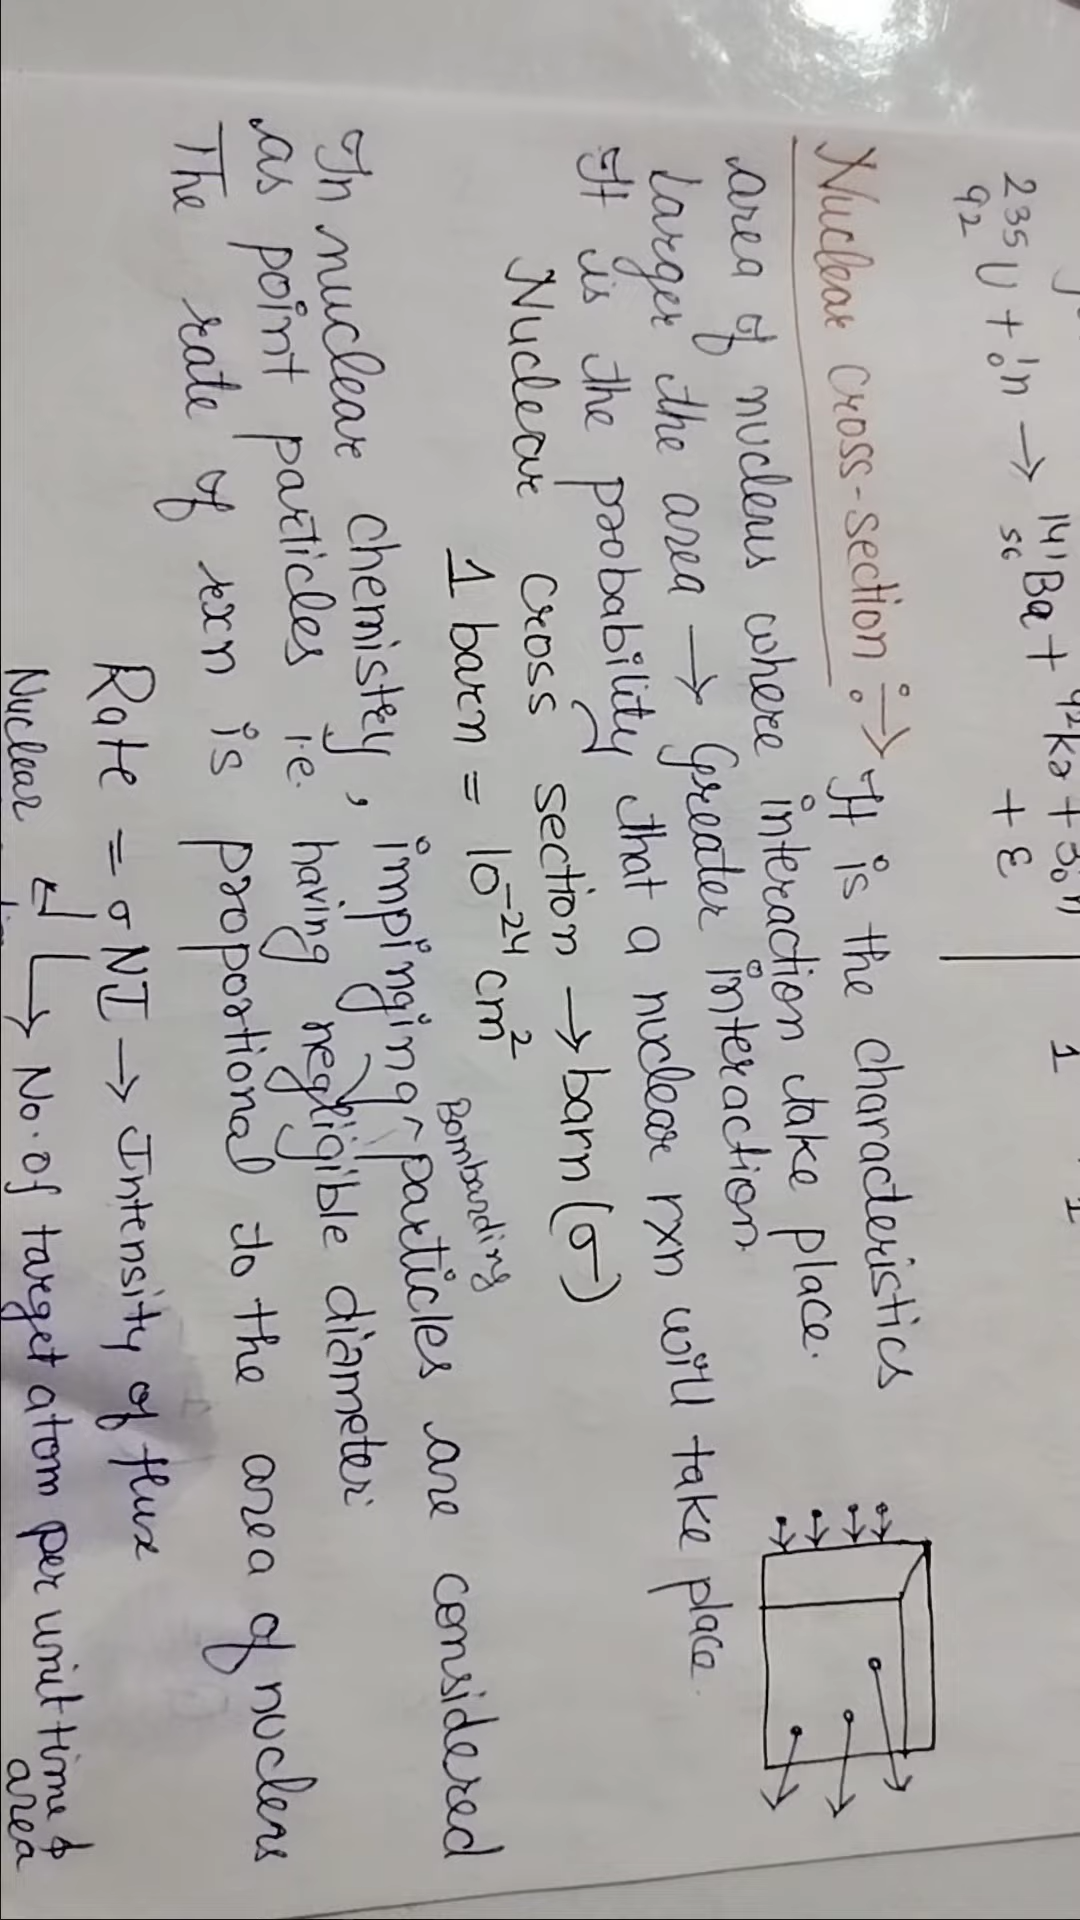 ²³⁵₉₂U + ¹₀n → ¹⁴¹₅₆Ba + ⁹²Kr + 3₀n
+ ε
1
1
Nuclear cross-section ÷→ It is the characteristics
area of nucleus where interaction take place.
Larger the area → Greater interaction.
It is the probability that a nuclear rxn will take place.
Nuclear cross section → barn (σ)
1 barn = 10⁻²⁴ cm²
Bombarding
In nuclear chemistry, impinging ^ particles are considered
as point particles i.e. having negligible diameter.
The rate of rxn is proportional to the area of nucleus
Rate = σNI → Intensity of flux
Nuclear ↵ ↳ No. of target atom per unit time &
area